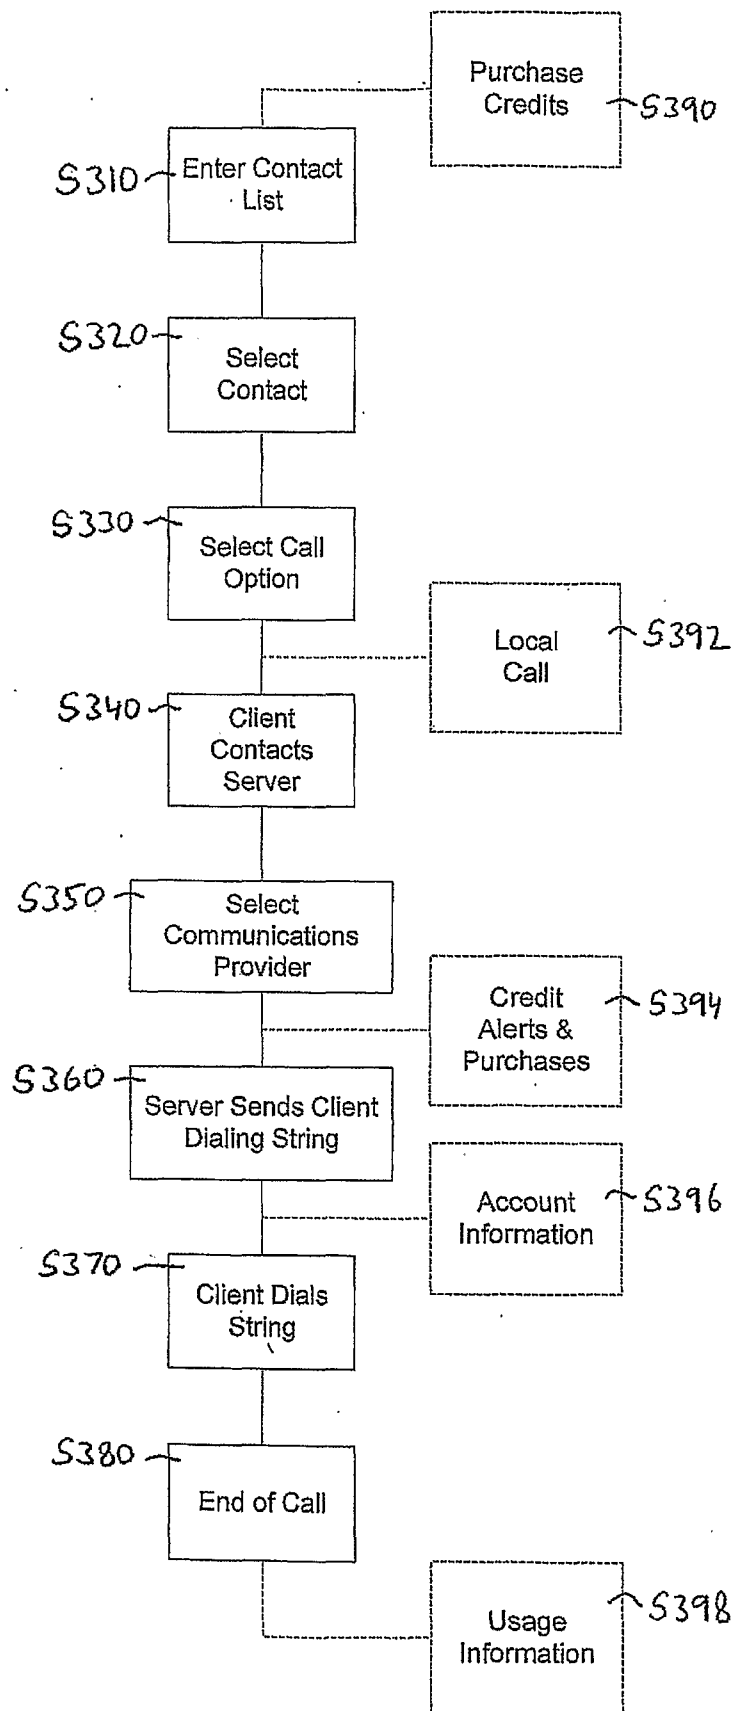 Purchase
Credits
S390
S310
Enter Contact
List
S320
Select
Contact
S330
Select Call
Option
Local
Call
S392
S340
Client
Contacts
Server
S350
Select
Communications
Provider
Credit
Alerts &
Purchases
S394
S360
Server Sends Client
Dialing String
Account
Information
S396
S370
Client Dials
String
S380
End of Call
Usage
Information
S398